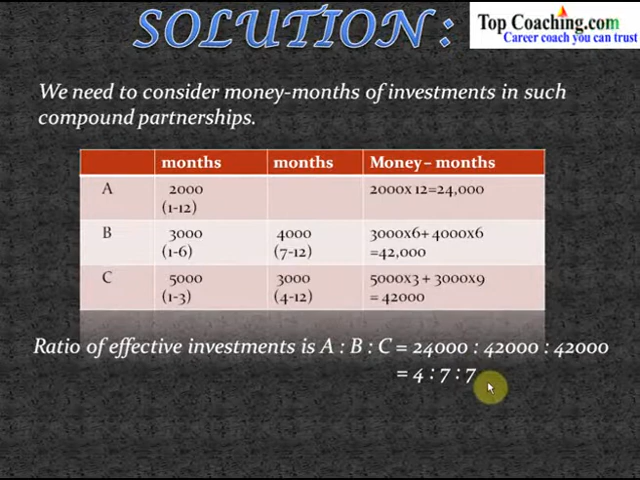 SOLUTION :
Top Coaching.com
Career coach you can trust
We need to consider money-months of investments in such
compound partnerships.
months months Money – months
A 2000 2000x 12=24,000
(1-12)
B 3000 4000 3000x6+ 4000x6
(1-6) (7-12) =42,000
C 5000 3000 5000x3 + 3000x9
(1-3) (4-12) = 42000
Ratio of effective investments is A : B : C = 24000 : 42000 : 42000
= 4 : 7 : 7